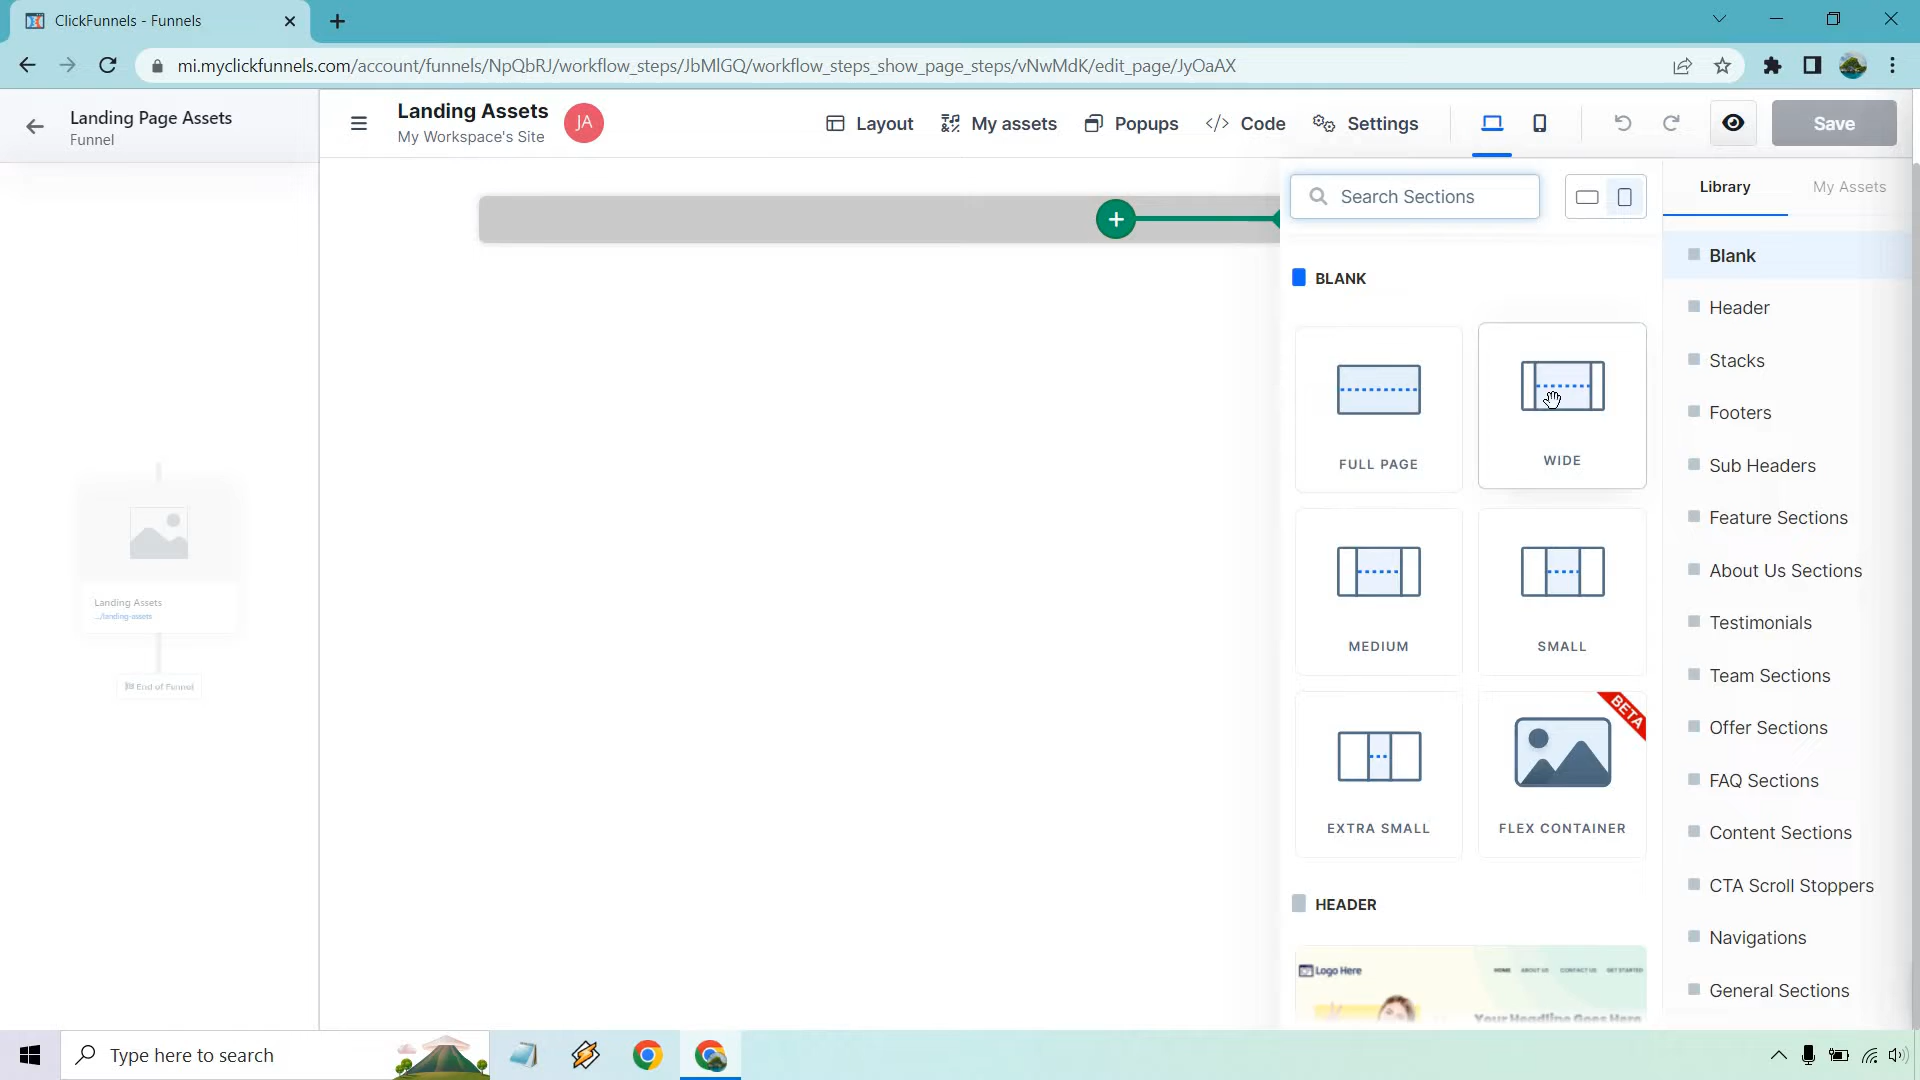 ClickFunnels - Funnels
mi.myclickfunnels.com/account/funnels/NpQbRJ/workflow_steps/JbMlGQ/workflow_steps_show_page_steps/vNwMdK/edit_page/JyOaAX
Landing Page Assets
Funnel
Landing Assets
My Workspace's Site
JA
Layout
My assets
Popups
Code
Settings
Save
Search Sections
Library
My Assets
BLANK
FULL PAGE
WIDE
MEDIUM
SMALL
EXTRA SMALL
BETA
FLEX CONTAINER
HEADER
Logo Here
HOME
ABOUT US
CONTACT US
GET STARTED
Your Headline Goes Here
Blank
Header
Stacks
Footers
Sub Headers
Feature Sections
About Us Sections
Testimonials
Team Sections
Offer Sections
FAQ Sections
Content Sections
CTA Scroll Stoppers
Navigations
General Sections
Landing Assets
.../landing-assets
End of Funnel
Type here to search